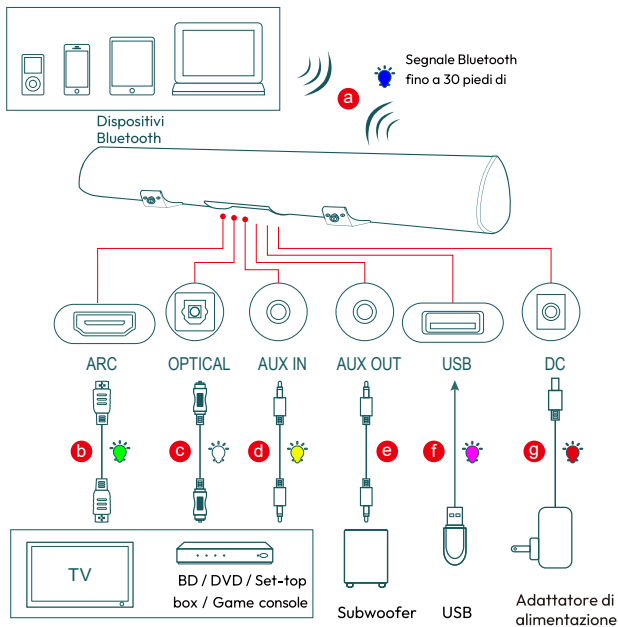 Segnale Bluetooth
fino a 30 piedi di
a
Dispositivi
Bluetooth
ARC
OPTICAL
AUX IN
AUX OUT
USB
DC
b
c
d
e
f
g
TV
BD / DVD / Set-top
box / Game console
Subwoofer
USB
Adattatore di
alimentazione